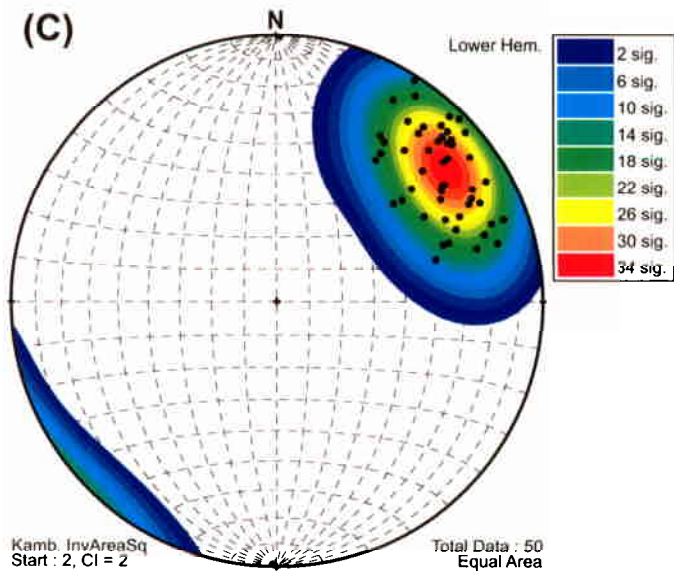 (C)
N
Lower Hem.
2 sig.
6 sig.
10 sig.
14 sig.
18 sig.
22 sig.
26 sig.
30 sig.
34 sig.
Kamb. InvAreaSq
Start : 2, CI = 2
Total Data : 50
Equal Area